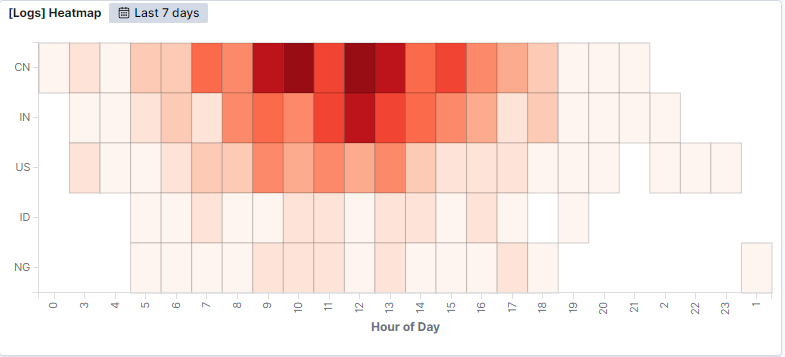 [Logs] Heatmap Last 7 days
CN
IN
US
ID
NG
0 3 4 5 6 7 8 9 10 11 12 13 14 15 16 17 18 19 20 21 2 22 23 1
Hour of Day